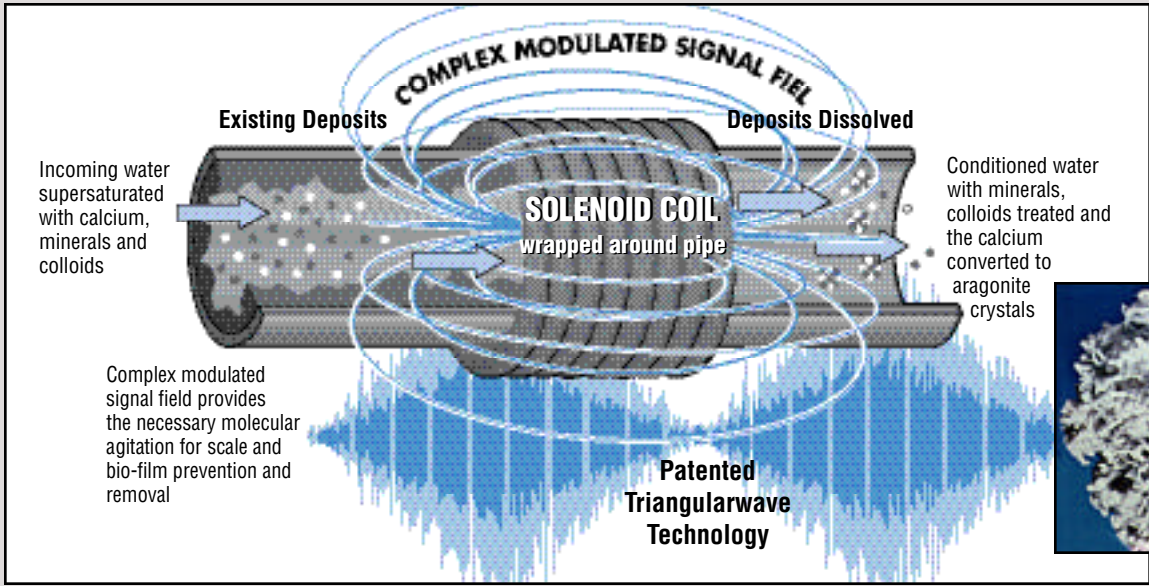 COMPLEX MODULATED SIGNAL FIEL
Existing Deposits
Deposits Dissolved
Incoming water
supersaturated
with calcium,
minerals and
colloids
SOLENOID COIL
wrapped around pipe
Conditioned water
with minerals,
colloids treated and
the calcium
converted to
aragonite
crystals
Complex modulated
signal field provides
the necessary molecular
agitation for scale and
bio-film prevention and
removal
Patented
Triangularwave
Technology